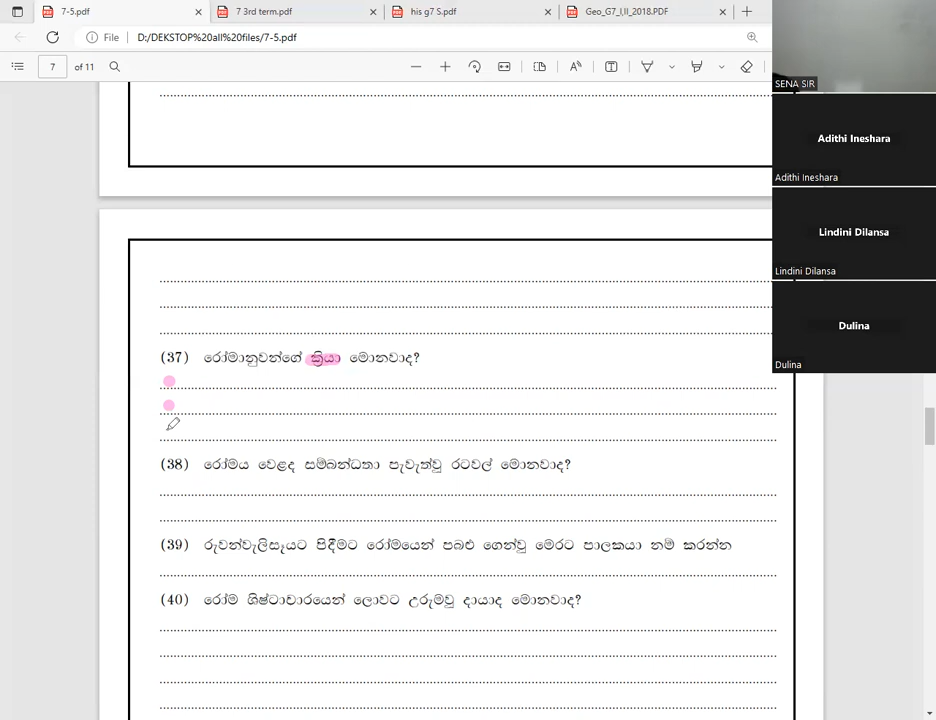 7-5.pdf
7 3rd term.pdf
his g7 S.pdf
Geo_G7_I,II_2018.PDF
File
D:/DEKSTOP%20all%20files/7-5.pdf
7 of 11
SENA SIR
Adithi Ineshara
Adithi Ineshara
Lindini Dilansa
Lindini Dilansa
Dulina
Dulina
(37) රෝමානුවන්ගේ ක්‍රියා මොනවාද?
(38) රෝමය වෙළද සම්බන්ධතා පැවැත්වූ රටවල් මොනවාද?
(39) රුවන්වැලිසෑයට පිදීමට රෝමයෙන් පබළු ගෙන්වූ මෙරට පාලකයා නම් කරන්න
(40) රෝම ශිෂ්ටාචාරයෙන් ලොවට උරුමවූ දායාද මොනවාද?